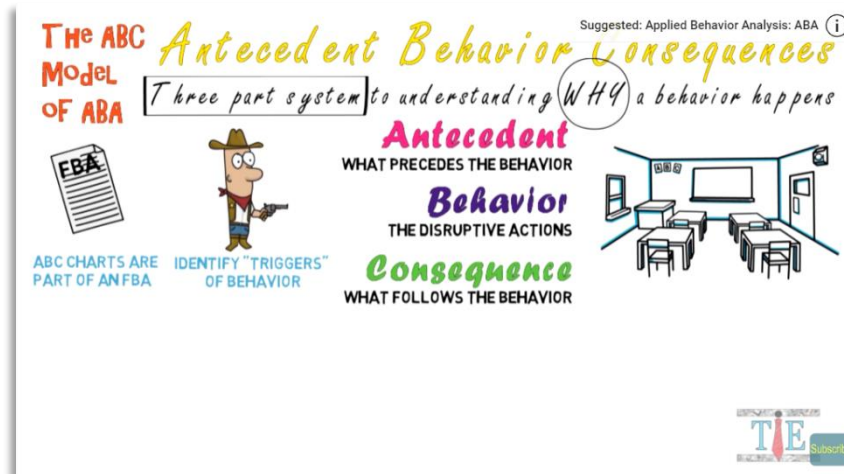 Suggested: Applied Behavior Analysis: ABA i
THe ABC
MoDeL
oF ABA
Antecedent Behavior Consequences
Three part system to understanding WHY a behavior happens
FBA
ABC CHARTS ARE
PART OF AN FBA
IDENTIFY "TRIGGERS"
OF BEHAVIOR
Antecedent
WHAT PRECEDES THE BEHAVIOR
Behavior
THE DISRUPTIVE ACTIONS
Consequence
WHAT FOLLOWS THE BEHAVIOR
TIE
Subscrib